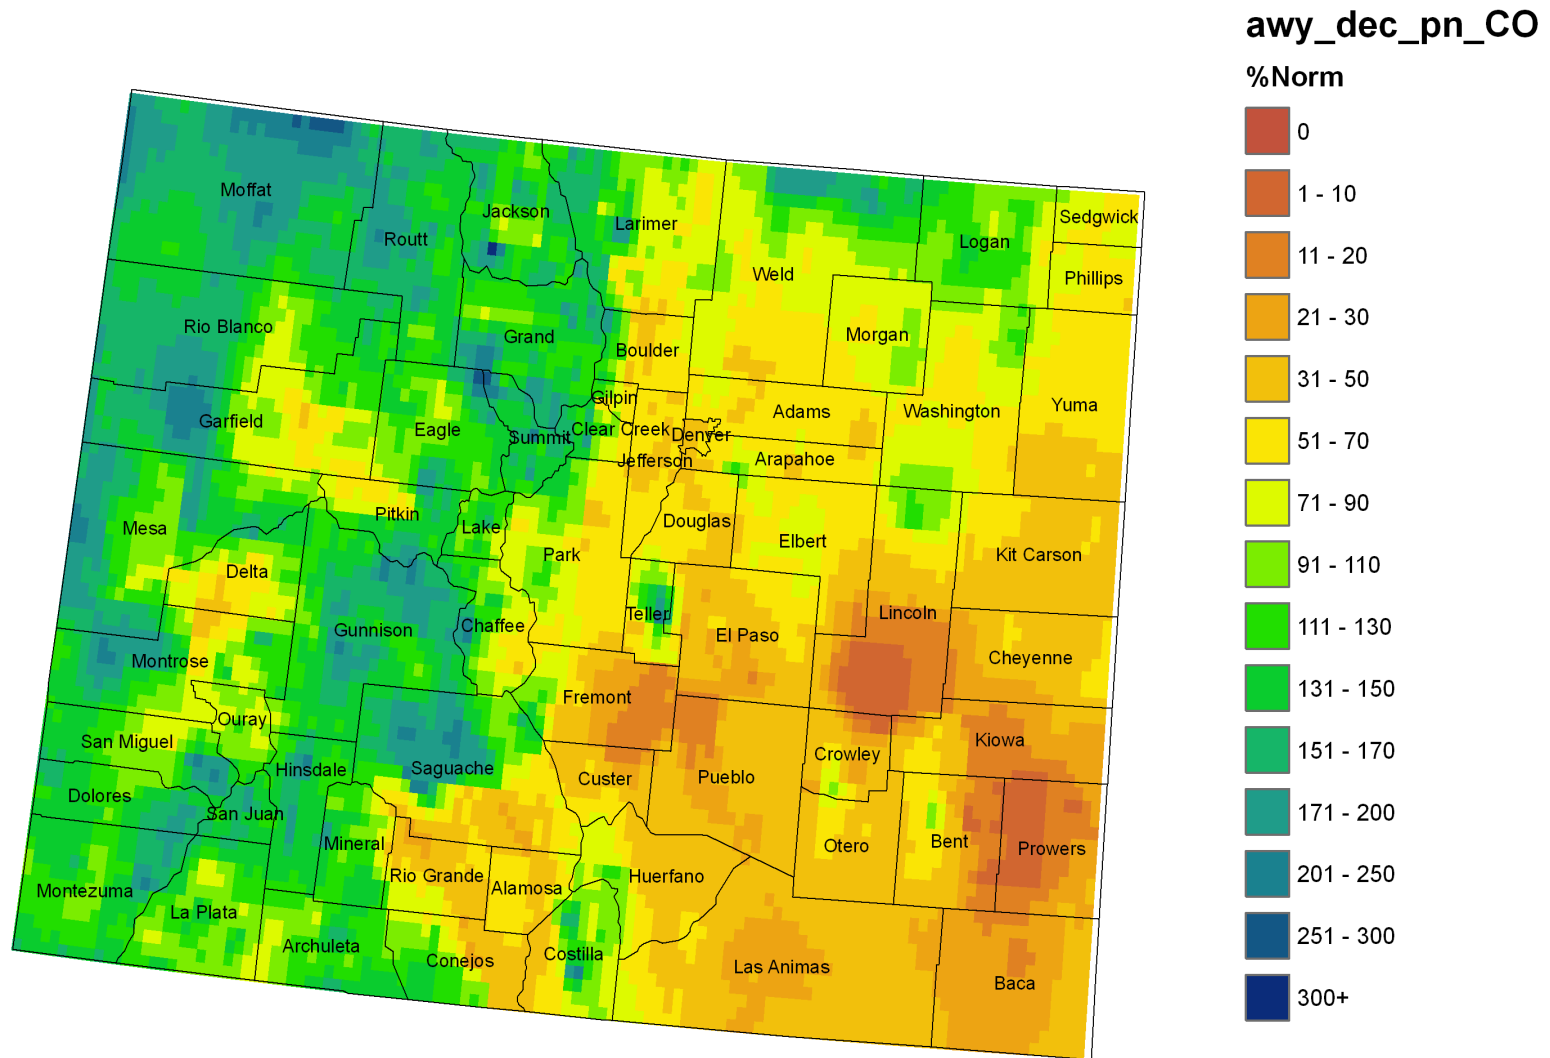 awy_dec_pn_CO
%Norm
0
1 - 10
11 - 20
21 - 30
31 - 50
51 - 70
71 - 90
91 - 110
111 - 130
131 - 150
151 - 170
171 - 200
201 - 250
251 - 300
300+
Moffat
Routt
Jackson
Larimer
Weld
Logan
Sedgwick
Phillips
Rio Blanco
Grand
Boulder
Morgan
Garfield
Eagle
Summit
Gilpin
Clear Creek
Denver
Adams
Washington
Yuma
Jefferson
Arapahoe
Mesa
Pitkin
Lake
Park
Douglas
Elbert
Kit Carson
Delta
Gunnison
Chaffee
Teller
El Paso
Lincoln
Cheyenne
Montrose
Ouray
Fremont
San Miguel
Hinsdale
Saguache
Custer
Pueblo
Crowley
Kiowa
Dolores
San Juan
Mineral
Rio Grande
Alamosa
Huerfano
Otero
Bent
Prowers
Montezuma
La Plata
Archuleta
Conejos
Costilla
Las Animas
Baca